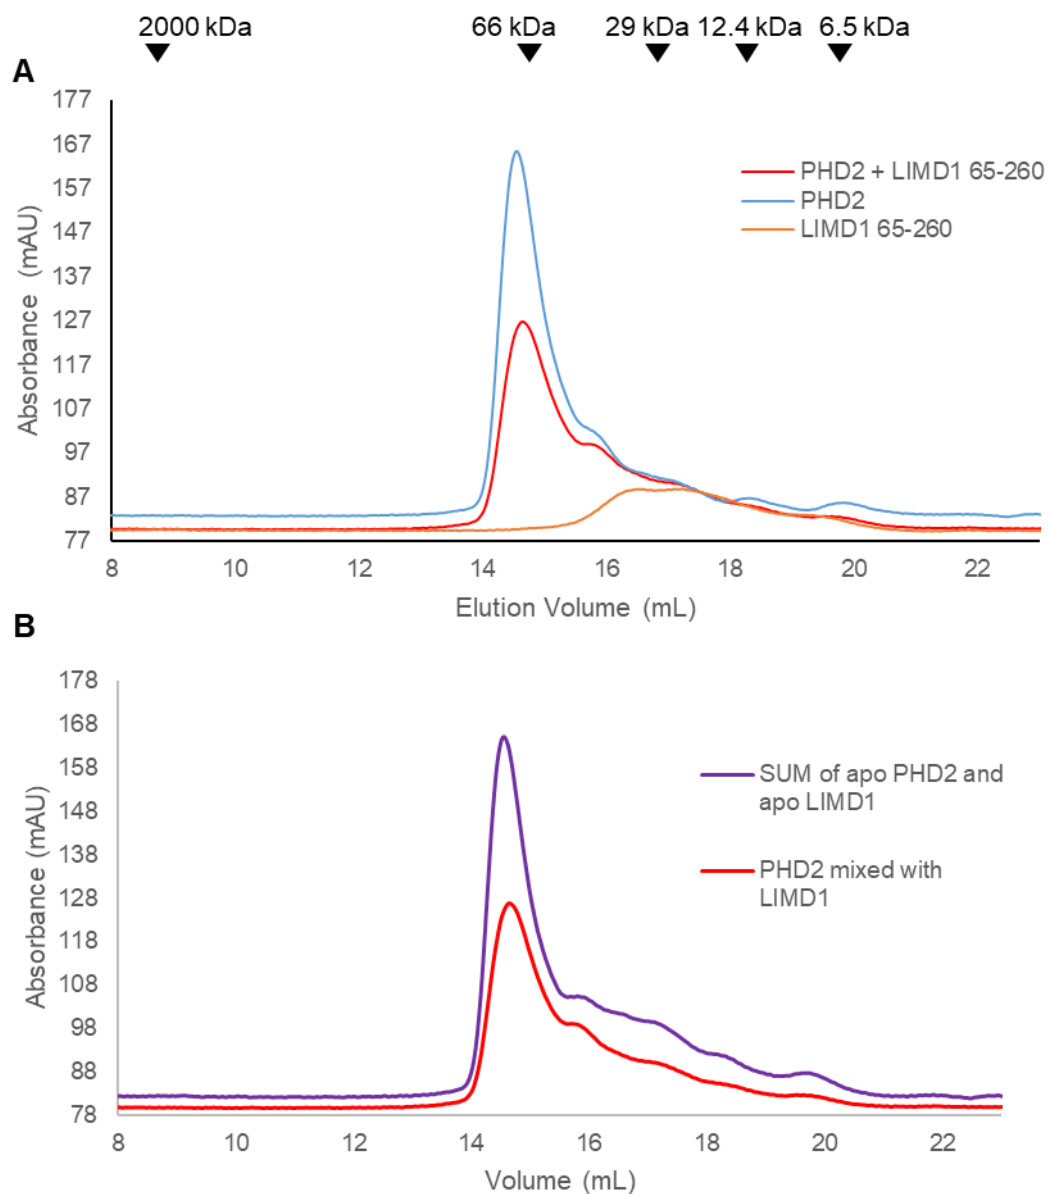 2000 kDa 66 kDa 29 kDa 12.4 kDa 6.5 kDa
A
177
167
157
147
137
127
117
107
97
87
77
Absorbance (mAU)
PHD2 + LIMD1 65-260
PHD2
LIMD1 65-260
8 10 12 14 16 18 20 22
Elution Volume (mL)
B
178
168
158
148
138
128
118
108
98
88
78
Absorbance (mAU)
SUM of apo PHD2 and
apo LIMD1
PHD2 mixed with
LIMD1
8 10 12 14 16 18 20 22
Volume (mL)